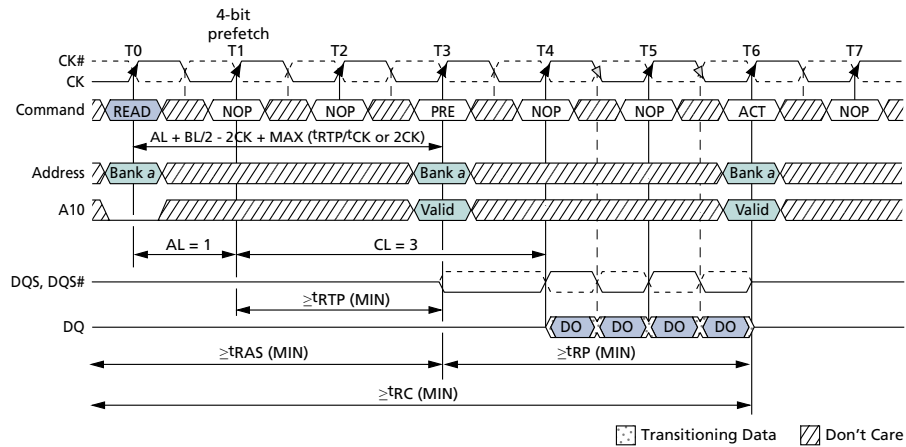 4-bit
prefetch
T0 T1 T2 T3 T4 T5 T6 T7
CK#
CK
Command READ NOP NOP PRE NOP NOP ACT NOP
AL + BL/2 - 2CK + MAX (tRTP/tCK or 2CK)
Address Bank a Bank a Bank a
A10 Valid Valid
AL = 1 CL = 3
DQS, DQS#
≥tRTP (MIN)
DQ DO DO DO DO
≥tRAS (MIN) ≥tRP (MIN)
≥tRC (MIN)
Transitioning Data Don't Care